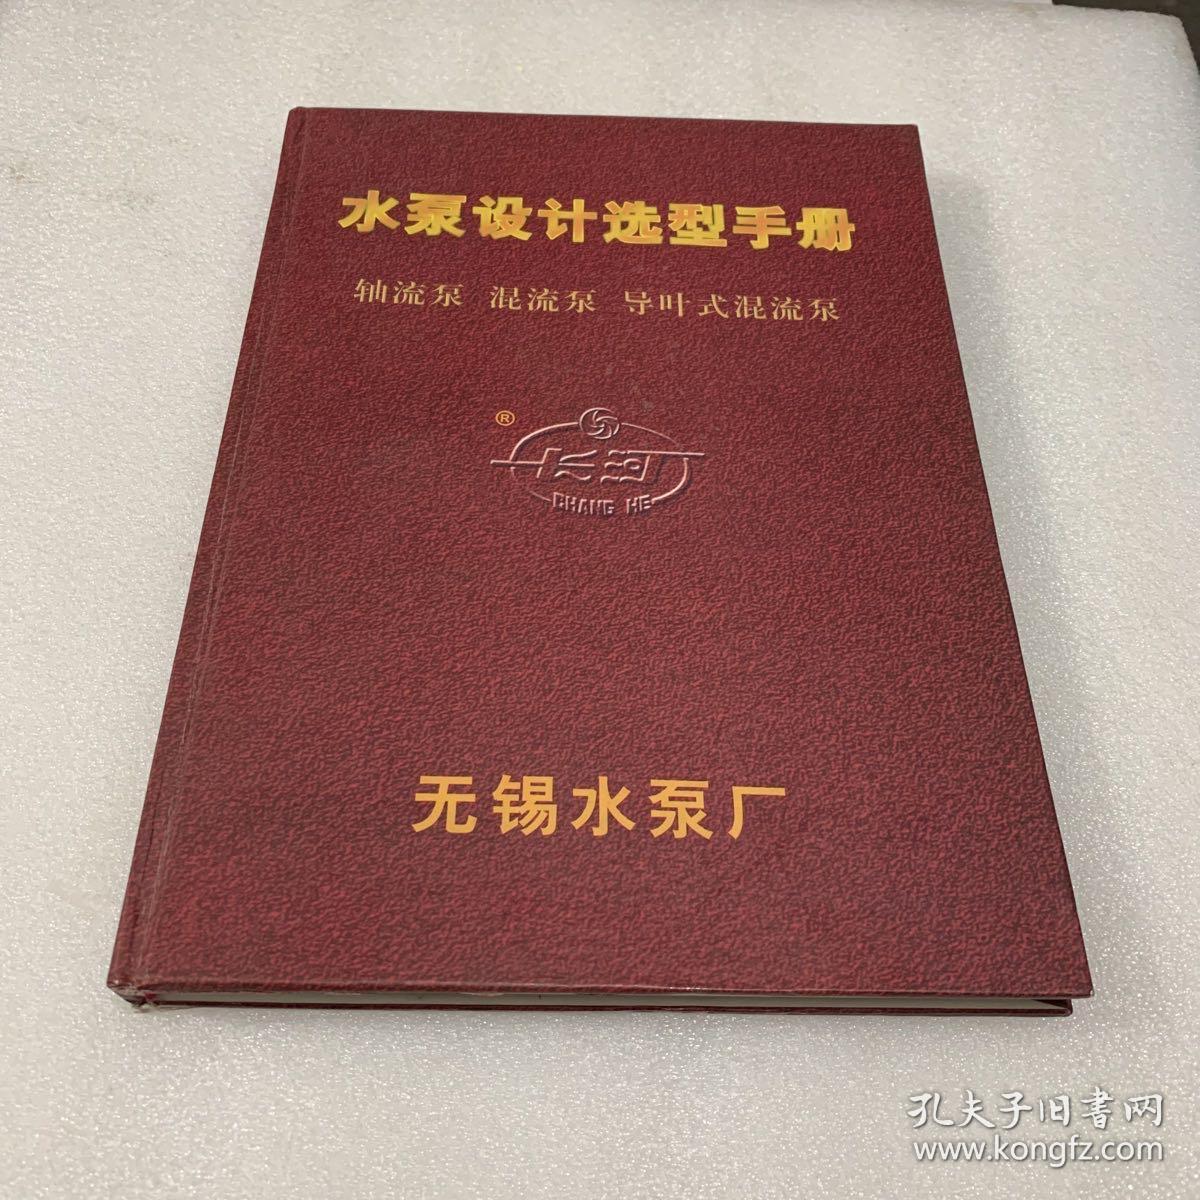 水泵设计选型手册
轴流泵 混流泵 导叶式混流泵
®
长河
CHANG HE
无锡水泵厂
孔夫子旧书网
www.kongfz.com